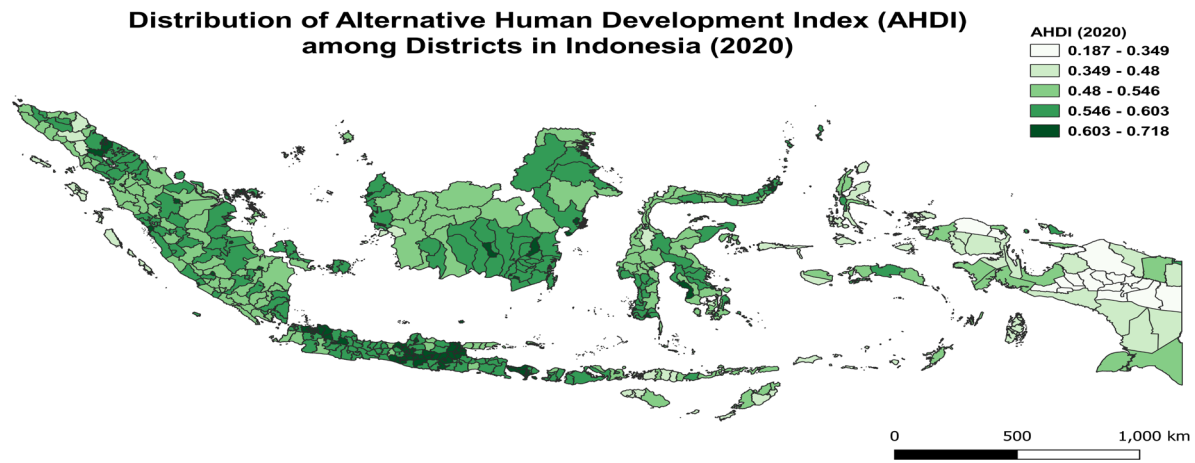 Distribution of Alternative Human Development Index (AHDI)
among Districts in Indonesia (2020)
AHDI (2020)
0.187 - 0.349
0.349 - 0.48
0.48 - 0.546
0.546 - 0.603
0.603 - 0.718
0 500 1,000 km